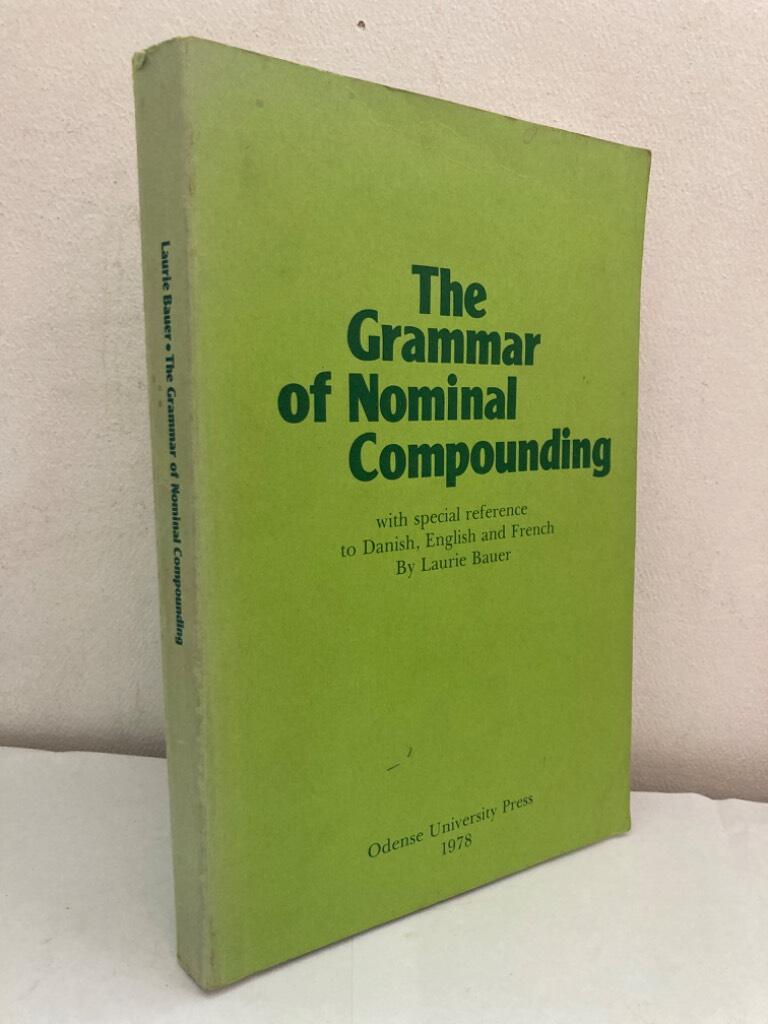 Laurie Bauer • The Grammar of Nominal Compounding
The
Grammar
of Nominal
Compounding
with special reference
to Danish, English and French
By Laurie Bauer
Odense University Press
1978